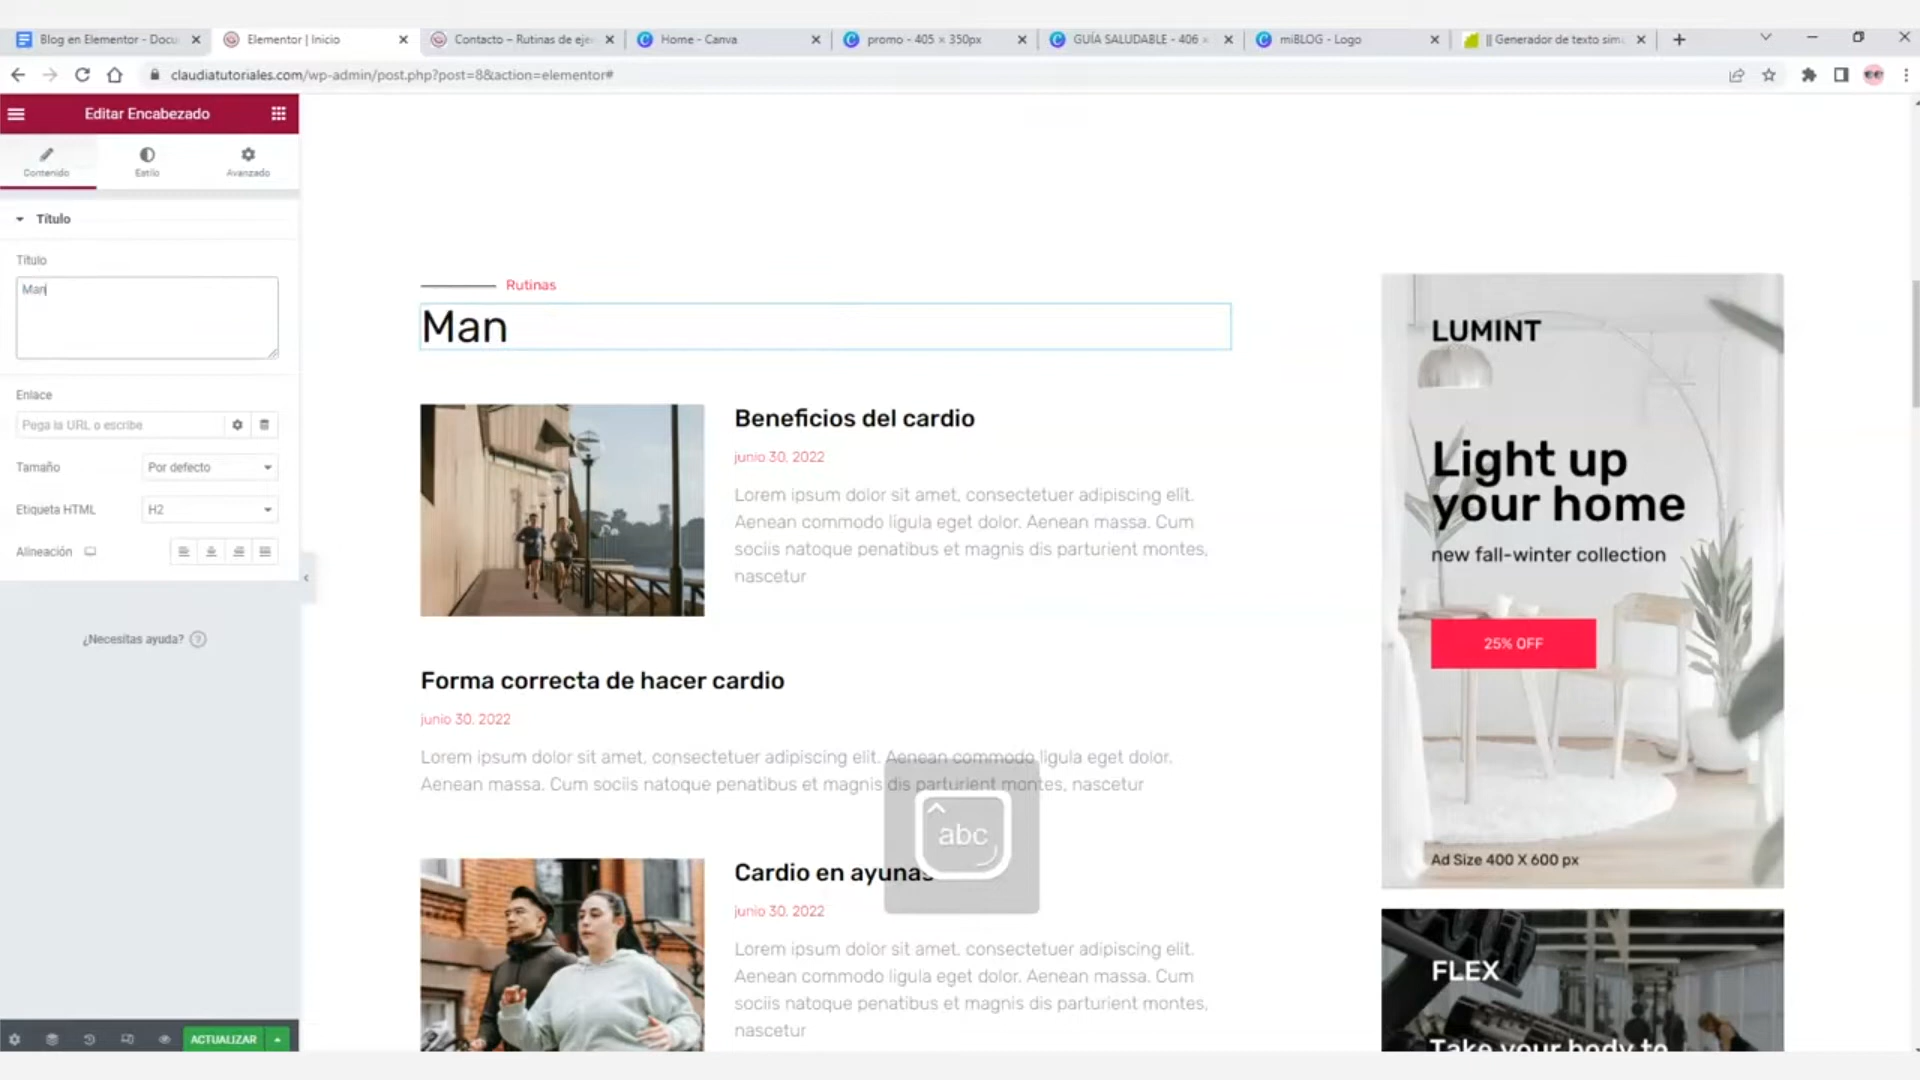 Blog en Elementor - Docu
Elementor | Inicio
Contacto – Rutinas de eje
Home - Canva
promo - 405 × 350px
GUÍA SALUDABLE - 406 ×
miBLOG - Logo
|| Generador de texto sim
claudiatutoriales.com/wp-admin/post.php?post=8&action=elementor#
Editar Encabezado
Contenido
Estilo
Avanzado
Título
Título
Man
Enlace
Pega la URL o escribe
Tamaño
Por defecto
Etiqueta HTML
H2
Alineación
¿Necesitas ayuda? ?
ACTUALIZAR
Rutinas
Man
Beneficios del cardio
junio 30, 2022
Lorem ipsum dolor sit amet, consectetuer adipiscing elit.
Aenean commodo ligula eget dolor. Aenean massa. Cum
sociis natoque penatibus et magnis dis parturient montes,
nascetur
Forma correcta de hacer cardio
junio 30, 2022
Lorem ipsum dolor sit amet, consectetuer adipiscing elit. Aenean commodo ligula eget dolor.
Aenean massa. Cum sociis natoque penatibus et magnis dis parturient montes, nascetur
abc
Cardio en ayunas
junio 30, 2022
Lorem ipsum dolor sit amet, consectetuer adipiscing elit.
Aenean commodo ligula eget dolor. Aenean massa. Cum
sociis natoque penatibus et magnis dis parturient montes,
nascetur
LUMINT
Light up
your home
new fall-winter collection
25% OFF
Ad Size 400 X 600 px
FLEX
Take your body to